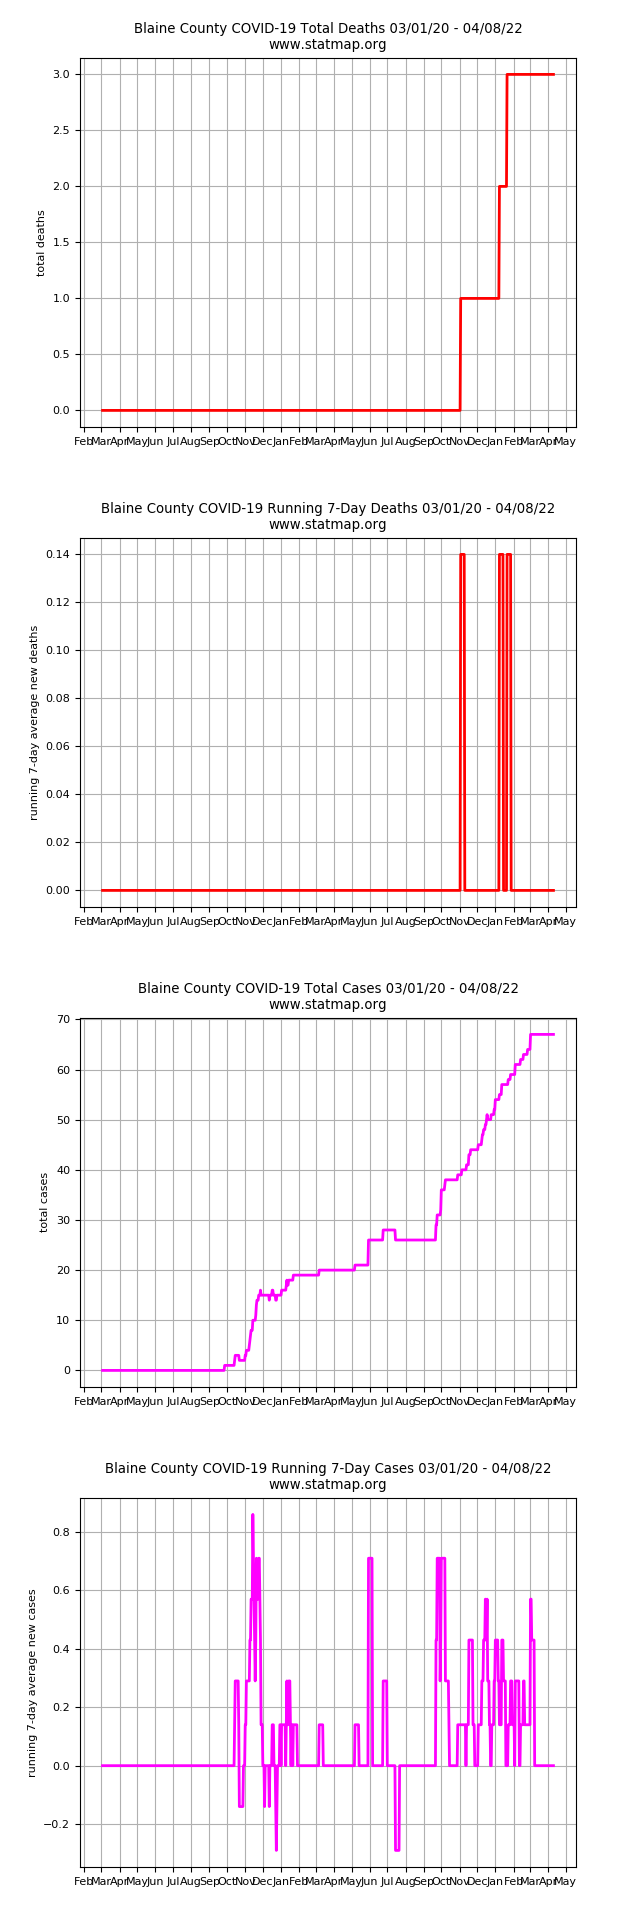 Blaine County COVID-19 Total Deaths 03/01/20 - 04/08/22
www.statmap.org
3.0
2.5
2.0
1.5
1.0
0.5
0.0
total deaths
Feb Mar Apr May Jun Jul Aug Sep Oct Nov Dec Jan Feb Mar Apr May Jun Jul Aug Sep Oct Nov Dec Jan Feb Mar Apr May
Blaine County COVID-19 Running 7-Day Deaths 03/01/20 - 04/08/22
www.statmap.org
0.14
0.12
0.10
0.08
0.06
0.04
0.02
0.00
running 7-day average new deaths
Feb Mar Apr May Jun Jul Aug Sep Oct Nov Dec Jan Feb Mar Apr May Jun Jul Aug Sep Oct Nov Dec Jan Feb Mar Apr May
Blaine County COVID-19 Total Cases 03/01/20 - 04/08/22
www.statmap.org
70
60
50
40
30
20
10
0
total cases
Feb Mar Apr May Jun Jul Aug Sep Oct Nov Dec Jan Feb Mar Apr May Jun Jul Aug Sep Oct Nov Dec Jan Feb Mar Apr May
Blaine County COVID-19 Running 7-Day Cases 03/01/20 - 04/08/22
www.statmap.org
0.8
0.6
0.4
0.2
0.0
−0.2
running 7-day average new cases
Feb Mar Apr May Jun Jul Aug Sep Oct Nov Dec Jan Feb Mar Apr May Jun Jul Aug Sep Oct Nov Dec Jan Feb Mar Apr May